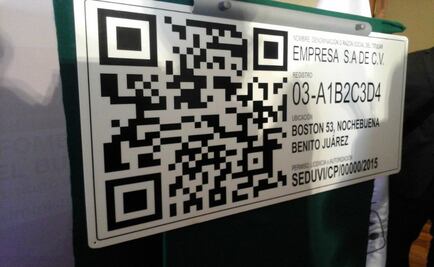 NOMBRE, DENOMINACIÓN O RAZÓN SOCIAL DEL TITULAR
EMPRESA S.A DE C.V.
REGISTRO
03-A1B2C3D4
UBICACIÓN
BOSTON 53, NOCHEBUENA
BENITO JUÁREZ
PERMISO, LICENCIA o AUTORIZACIÓN
SEDUVI/CP/00000/2015